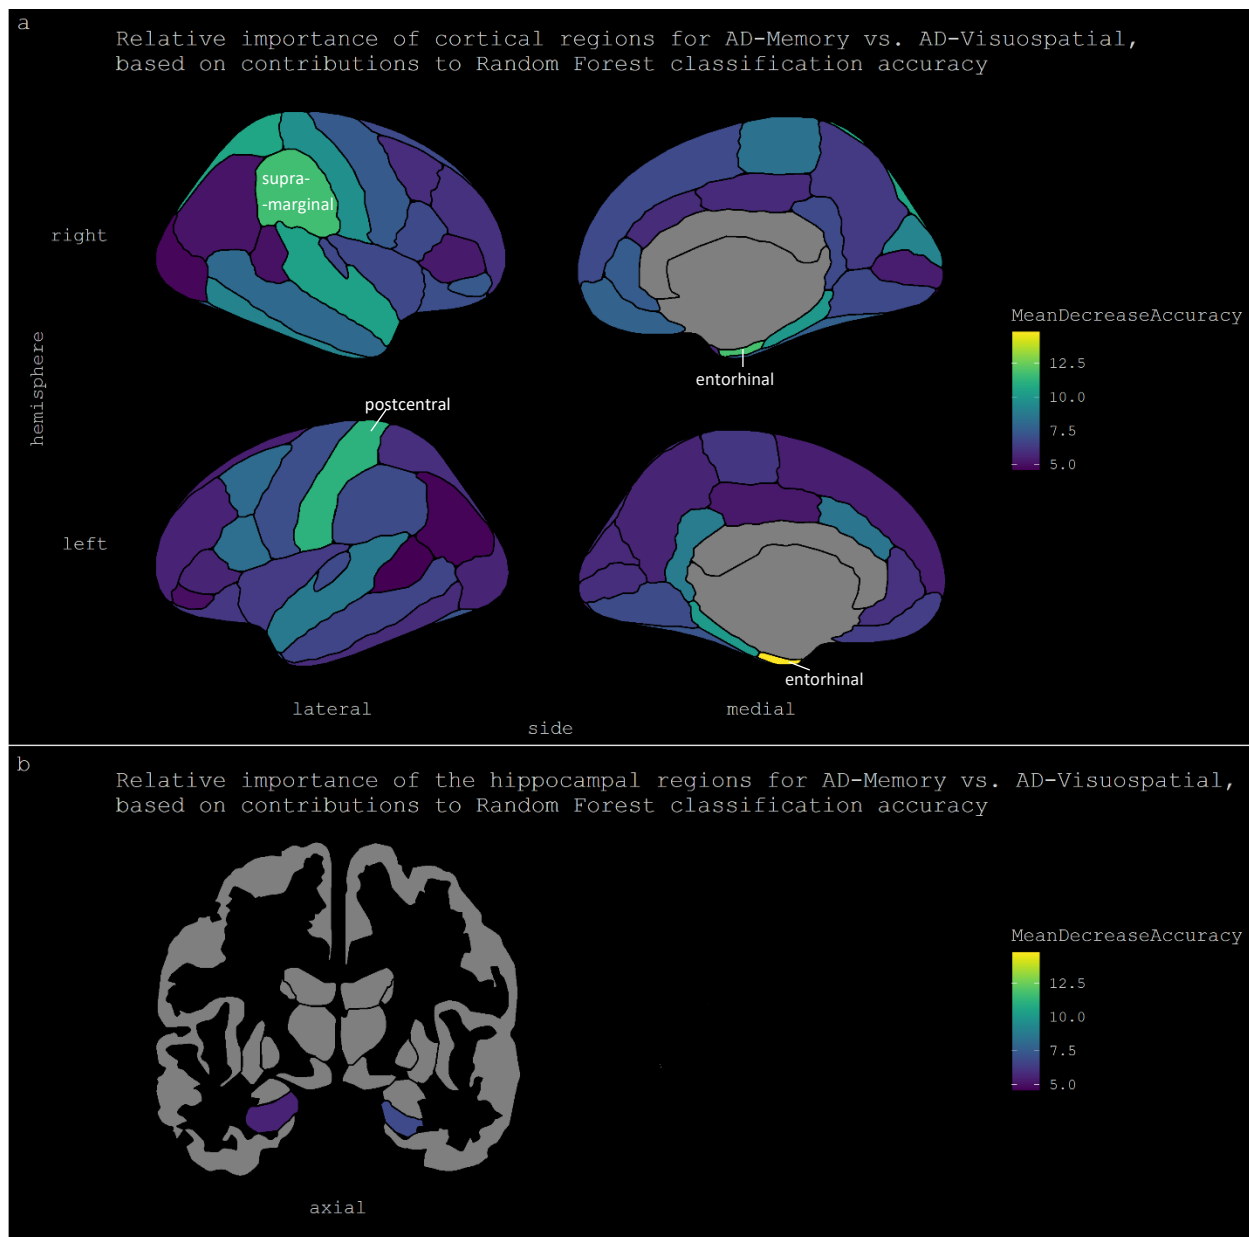 a
Relative importance of cortical regions for AD-Memory vs. AD-Visuospatial,
based on contributions to Random Forest classification accuracy
supra-
-marginal
right
entorhinal
hemisphere
postcentral
left
entorhinal
lateral
medial
side
MeanDecreaseAccuracy
12.5
10.0
7.5
5.0
b
Relative importance of the hippocampal regions for AD-Memory vs. AD-Visuospatial,
based on contributions to Random Forest classification accuracy
axial
MeanDecreaseAccuracy
12.5
10.0
7.5
5.0